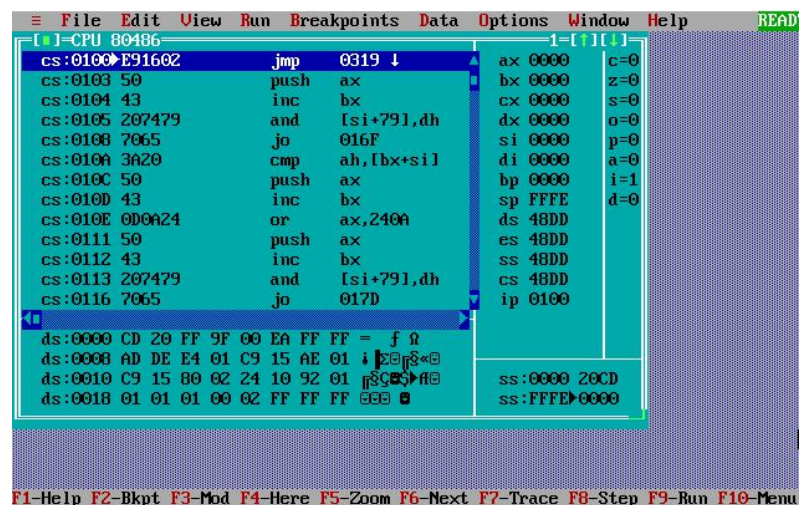 ≡ File Edit View Run Breakpoints Data Options Window Help READY
[■]=CPU 80486 1=[↑][↓]
cs:0100►E91602 jmp 0319 ↓ ax 0000 c=0
cs:0103 50 push ax bx 0000 z=0
cs:0104 43 inc bx cx 0000 s=0
cs:0105 207479 and [si+79],dh dx 0000 o=0
cs:0108 7065 jo 016F si 0000 p=0
cs:010A 3A20 cmp ah,[bx+si] di 0000 a=0
cs:010C 50 push ax bp 0000 i=1
cs:010D 43 inc bx sp FFFE d=0
cs:010E 0D0A24 or ax,240A ds 48DD
cs:0111 50 push ax es 48DD
cs:0112 43 inc bx ss 48DD
cs:0113 207479 and [si+79],dh cs 48DD
cs:0116 7065 jo 017D ip 0100
ds:0000 CD 20 FF 9F 00 EA FF FF = ƒ Ω
ds:0008 AD DE E4 01 C9 15 AE 01 ¡▐Σ☺╔§«☺
ds:0010 C9 15 80 02 24 10 92 01 ╔§Ç☻$►Æ☺ ss:0000 20CD
ds:0018 01 01 01 00 02 FF FF FF ☺☺☺ ☻ ss:FFFE►0000
F1-Help F2-Bkpt F3-Mod F4-Here F5-Zoom F6-Next F7-Trace F8-Step F9-Run F10-Menu